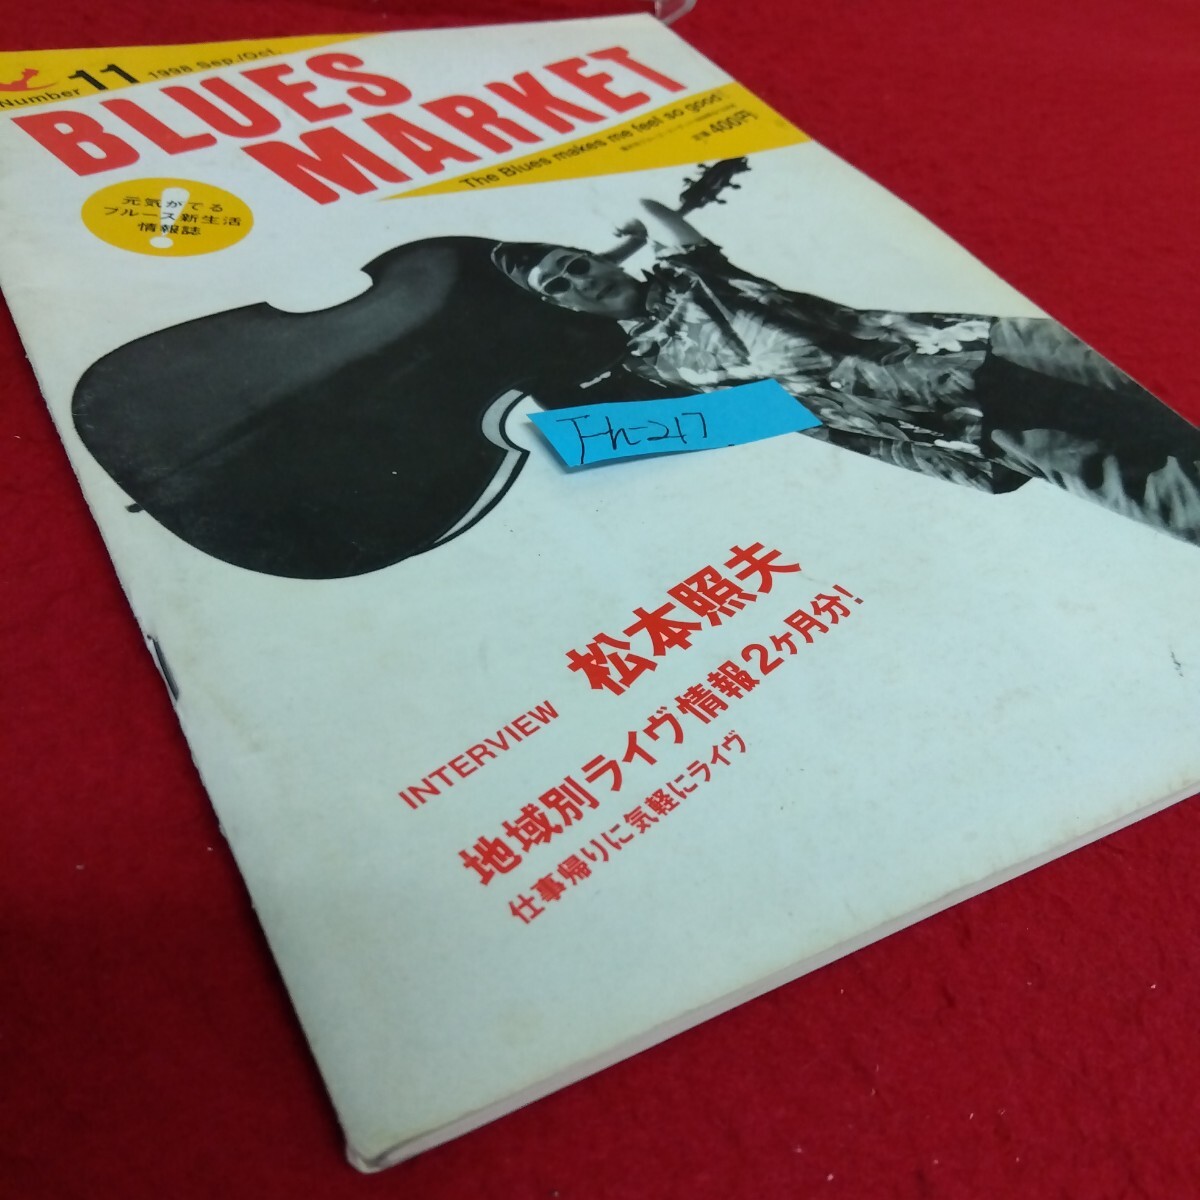 Number 11 1998 Sep./Oct.
BLUES
MARKET
The Blues makes me feel so good!
定価400円
元気がでる
ブルース新生活
情報誌
F-h-217
INTERVIEW 松本照夫
地域別ライヴ情報2ヶ月分!
仕事帰りに気軽にライヴ